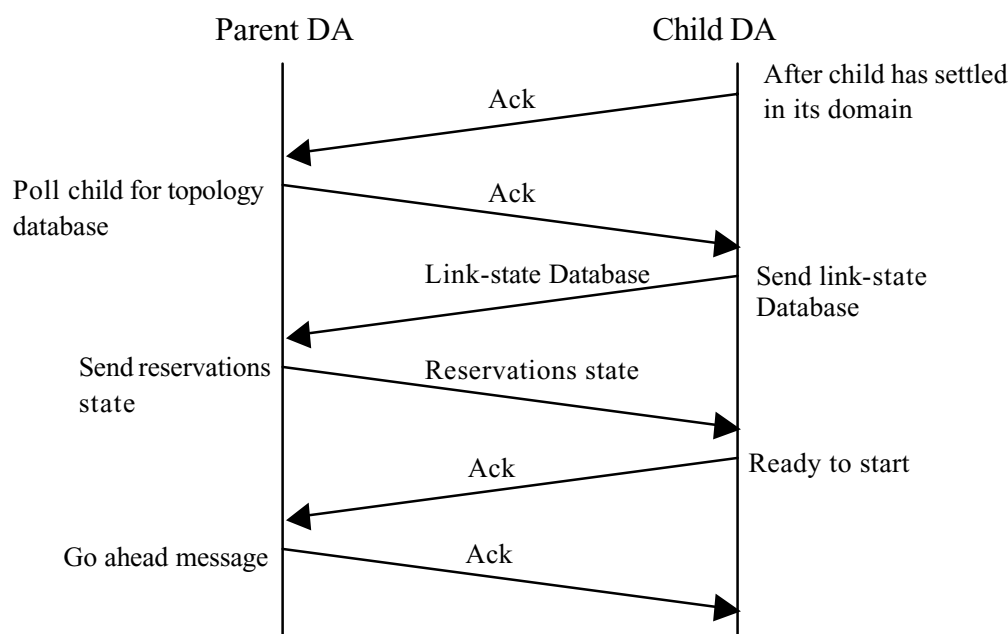 Parent DA
Child DA
After child has settled
in its domain
Ack
Poll child for topology
database
Ack
Link-state Database
Send link-state
Database
Send reservations
state
Reservations state
Ack
Ready to start
Go ahead message
Ack